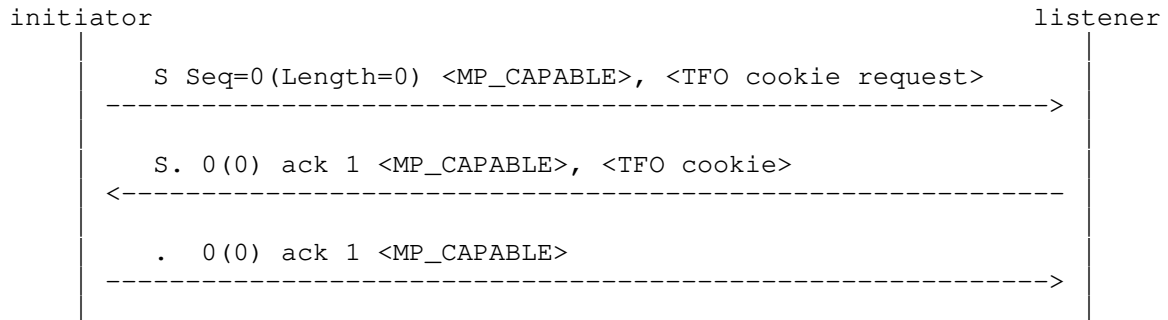 initiator listener
S Seq=0(Length=0) <MP_CAPABLE>, <TFO cookie request>
S. 0(0) ack 1 <MP_CAPABLE>, <TFO cookie>
. 0(0) ack 1 <MP_CAPABLE>